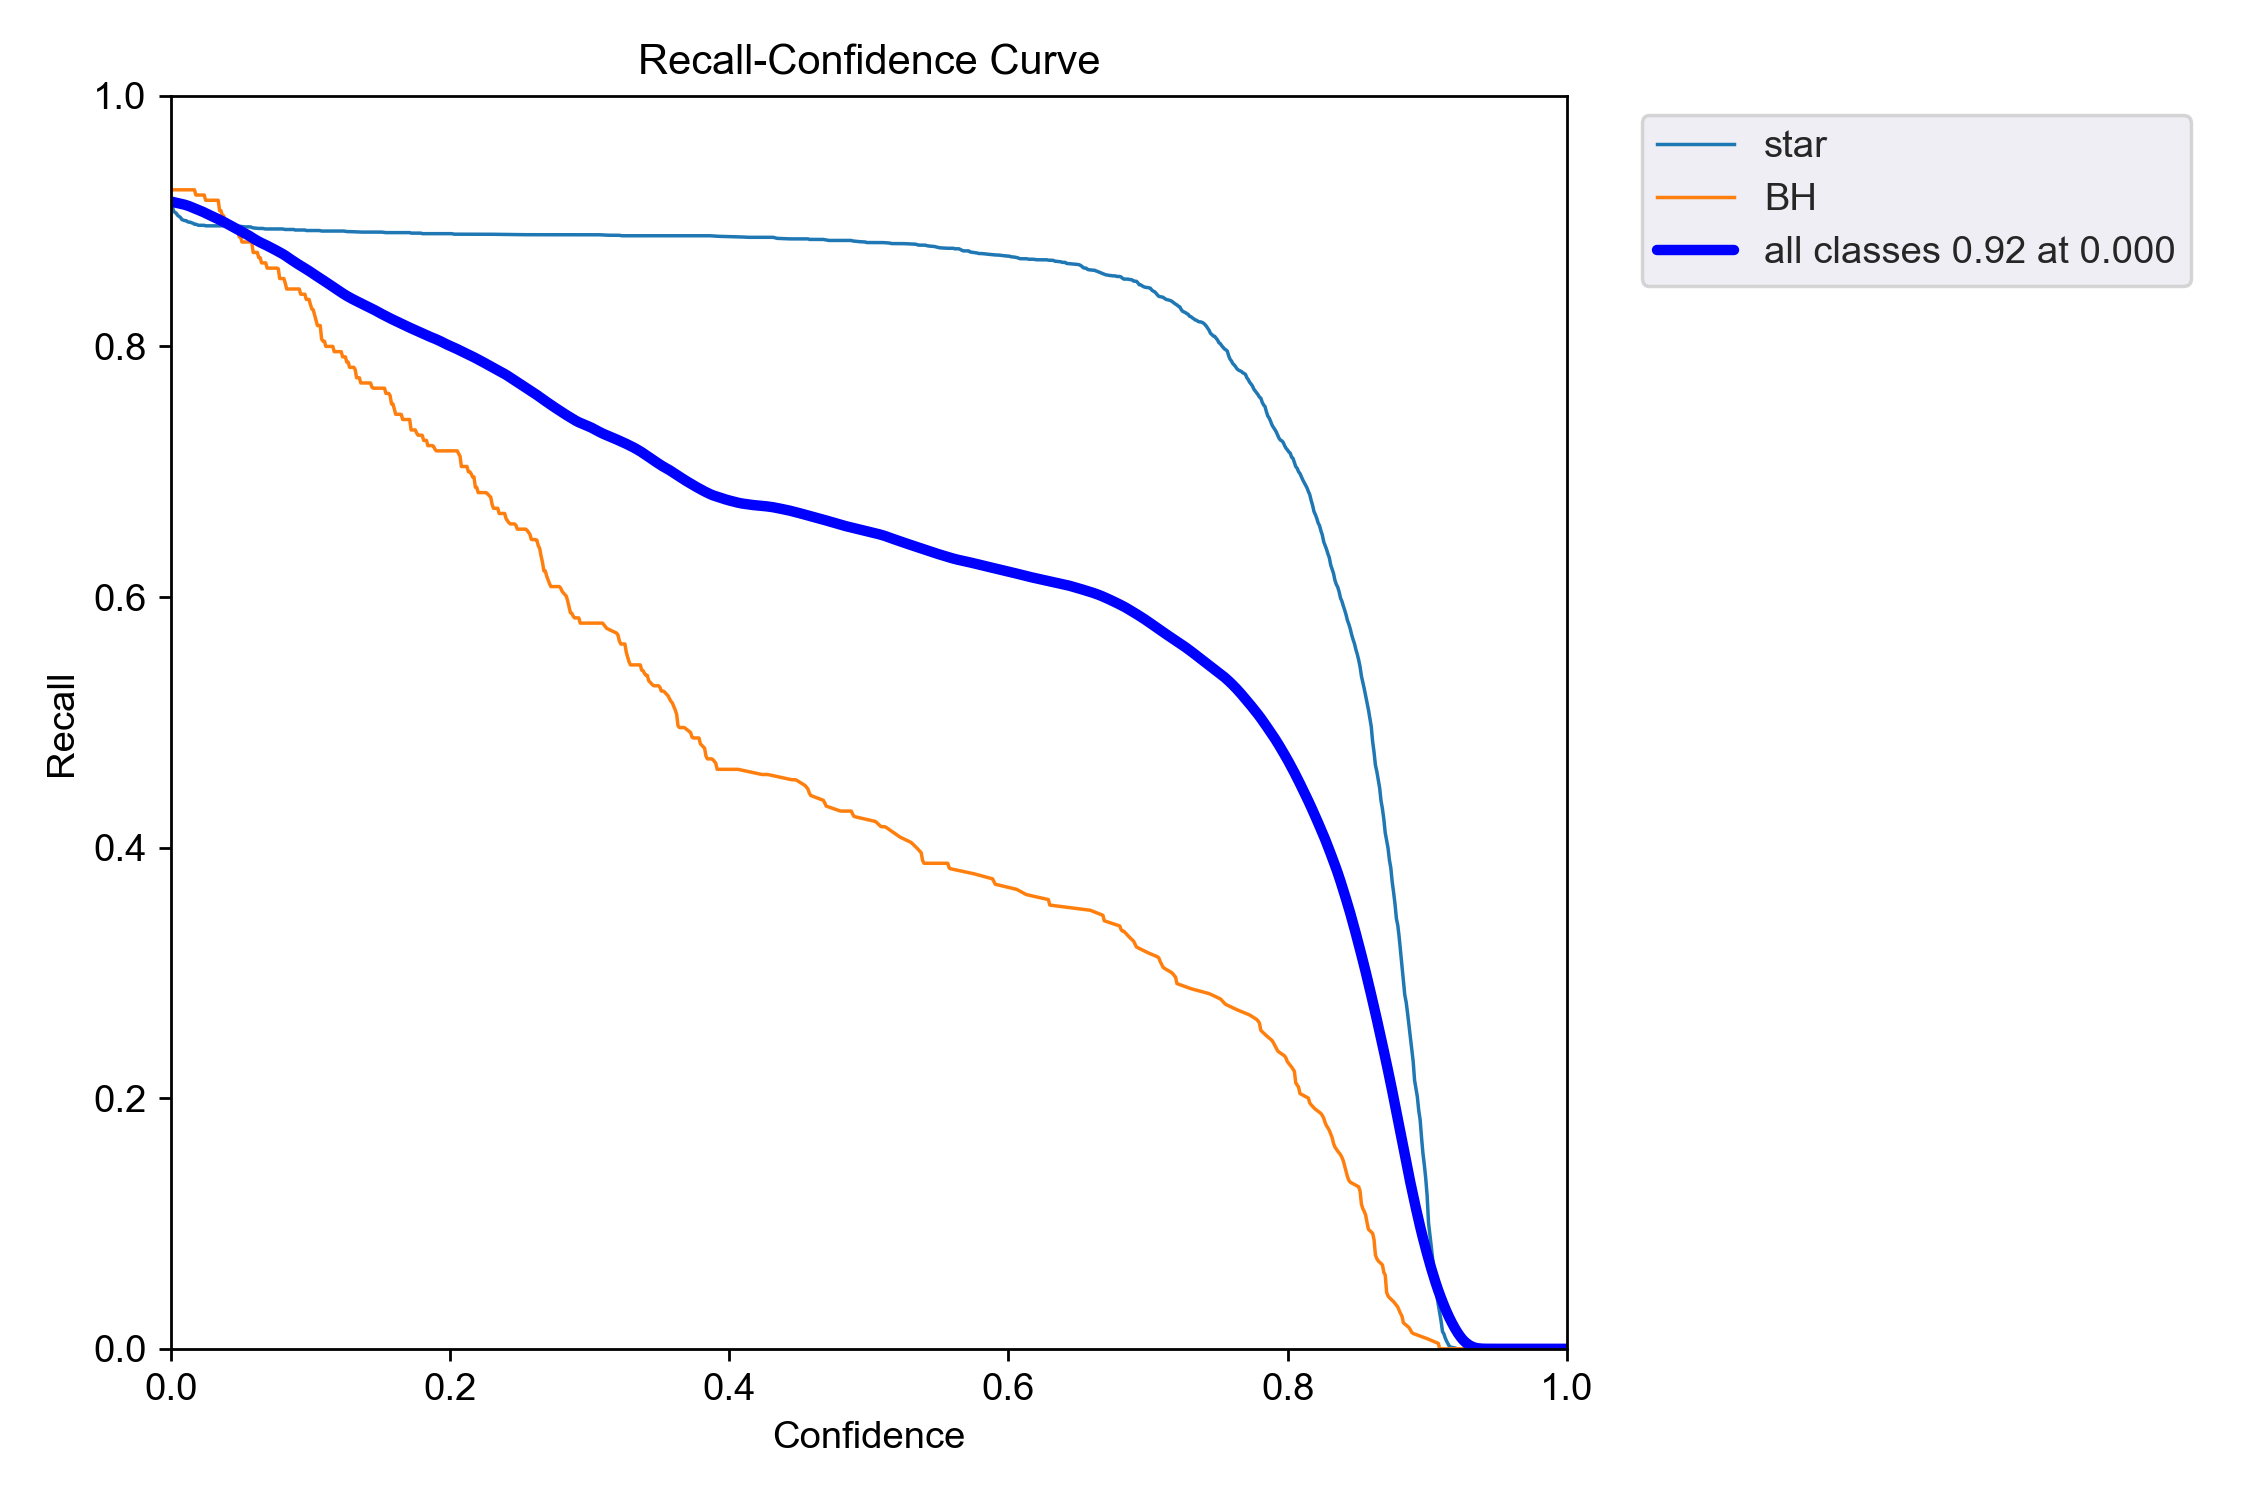 Recall-Confidence Curve
1.0
0.8
0.6
0.4
0.2
0.0
Recall
0.0 0.2 0.4 0.6 0.8 1.0
Confidence
star
BH
all classes 0.92 at 0.000